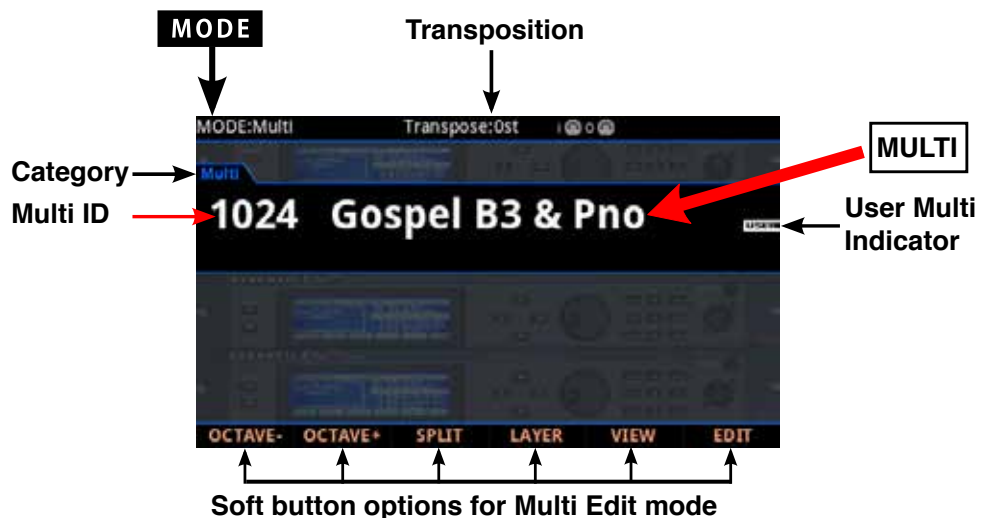 MODE
Transposition
MODE:Multi Transpose:0st I O
MULTI
Category
Multi
Multi ID
1024 Gospel B3 & Pno
USER
User Multi
Indicator
OCTAVE- OCTAVE+ SPLIT LAYER VIEW EDIT
Soft button options for Multi Edit mode